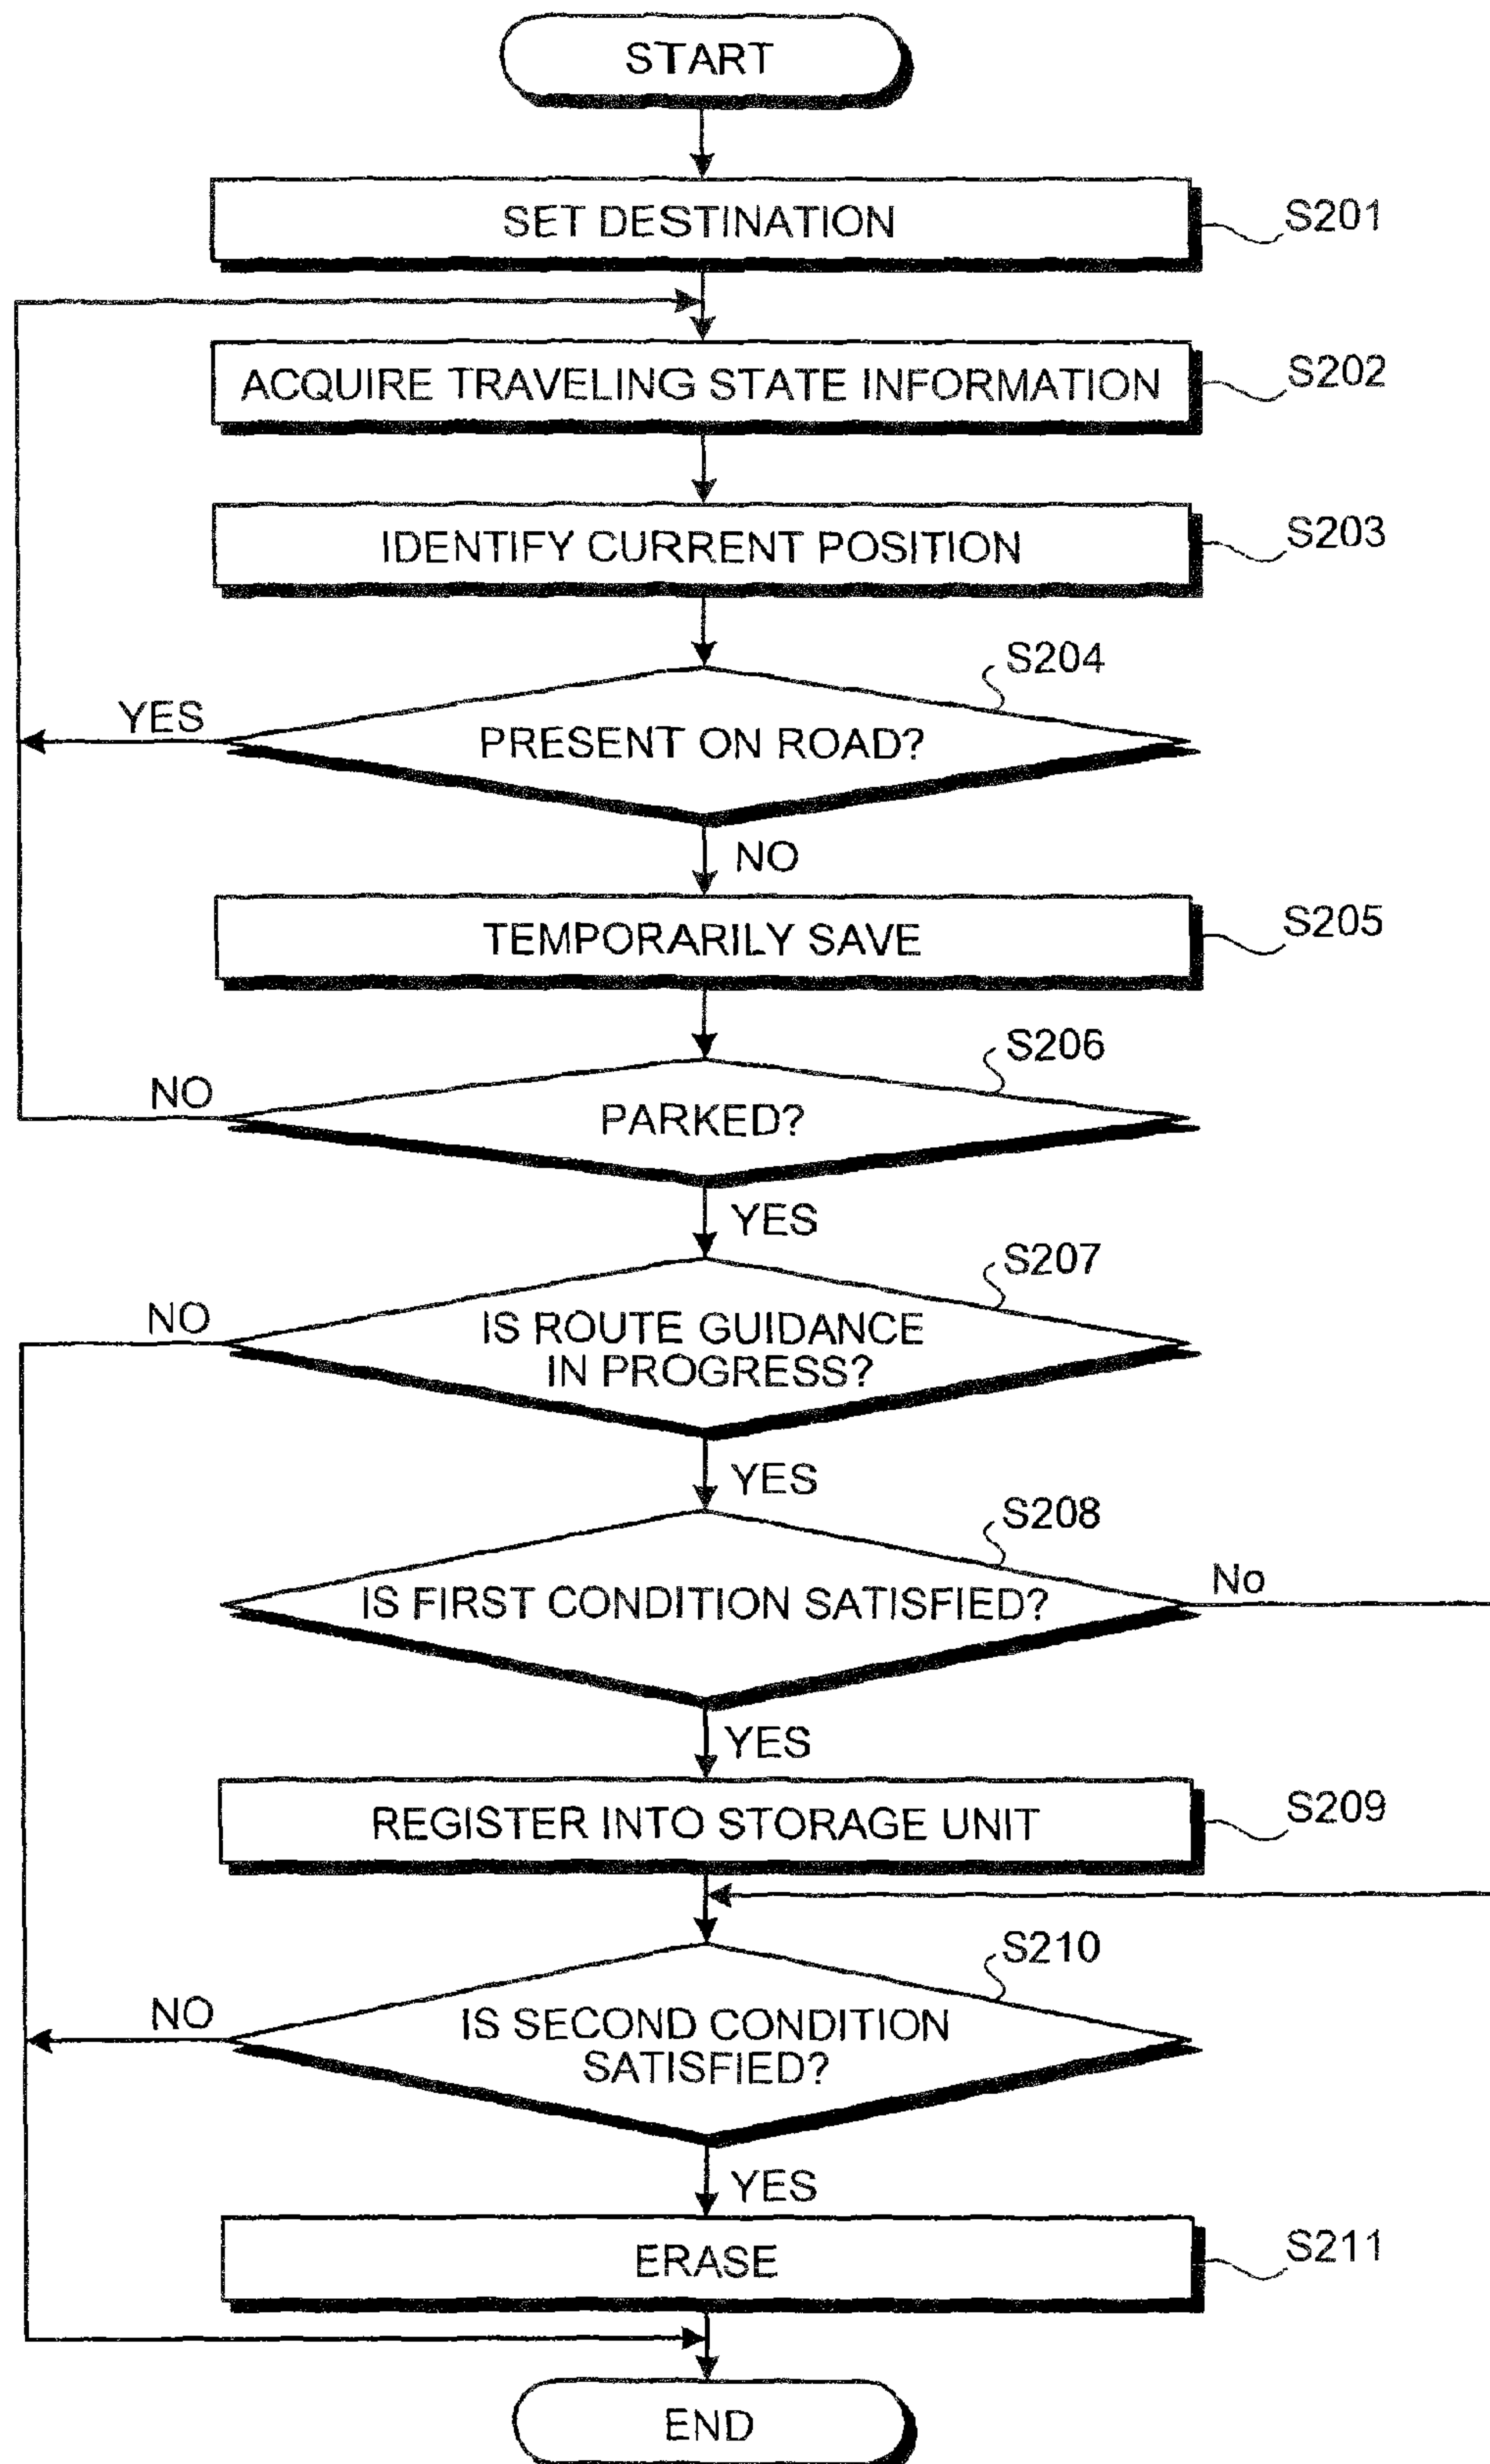 START
SET DESTINATION
S201
ACQUIRE TRAVELING STATE INFORMATION
S202
IDENTIFY CURRENT POSITION
S203
S204
YES
PRESENT ON ROAD?
NO
TEMPORARILY SAVE
S205
S206
NO
PARKED?
YES
S207
NO
IS ROUTE GUIDANCE
IN PROGRESS?
YES
S208
No
IS FIRST CONDITION SATISFIED?
YES
REGISTER INTO STORAGE UNIT
S209
S210
NO
IS SECOND CONDITION
SATISFIED?
YES
ERASE
S211
END